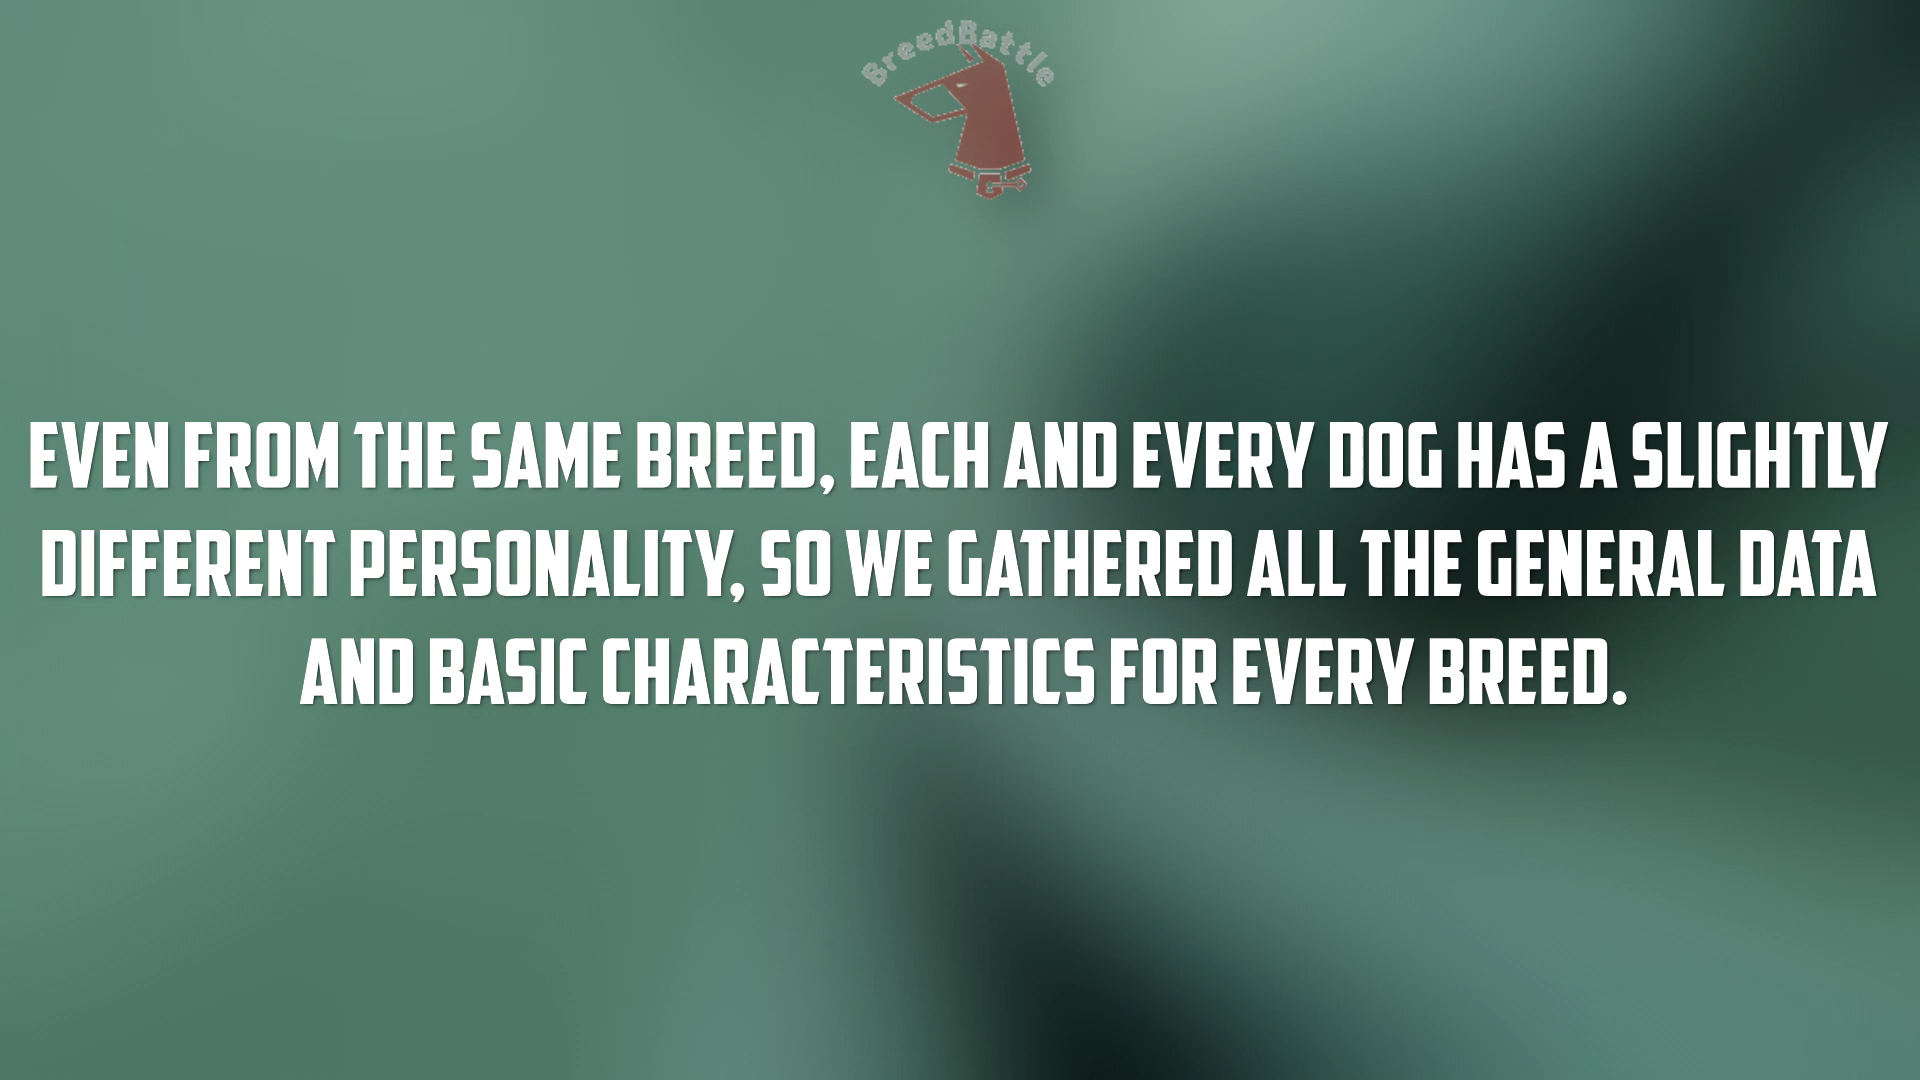 BreedBattle
EVEN FROM THE SAME BREED, EACH AND EVERY DOG HAS A SLIGHTLY
DIFFERENT PERSONALITY, SO WE GATHERED ALL THE GENERAL DATA
AND BASIC CHARACTERISTICS FOR EVERY BREED.